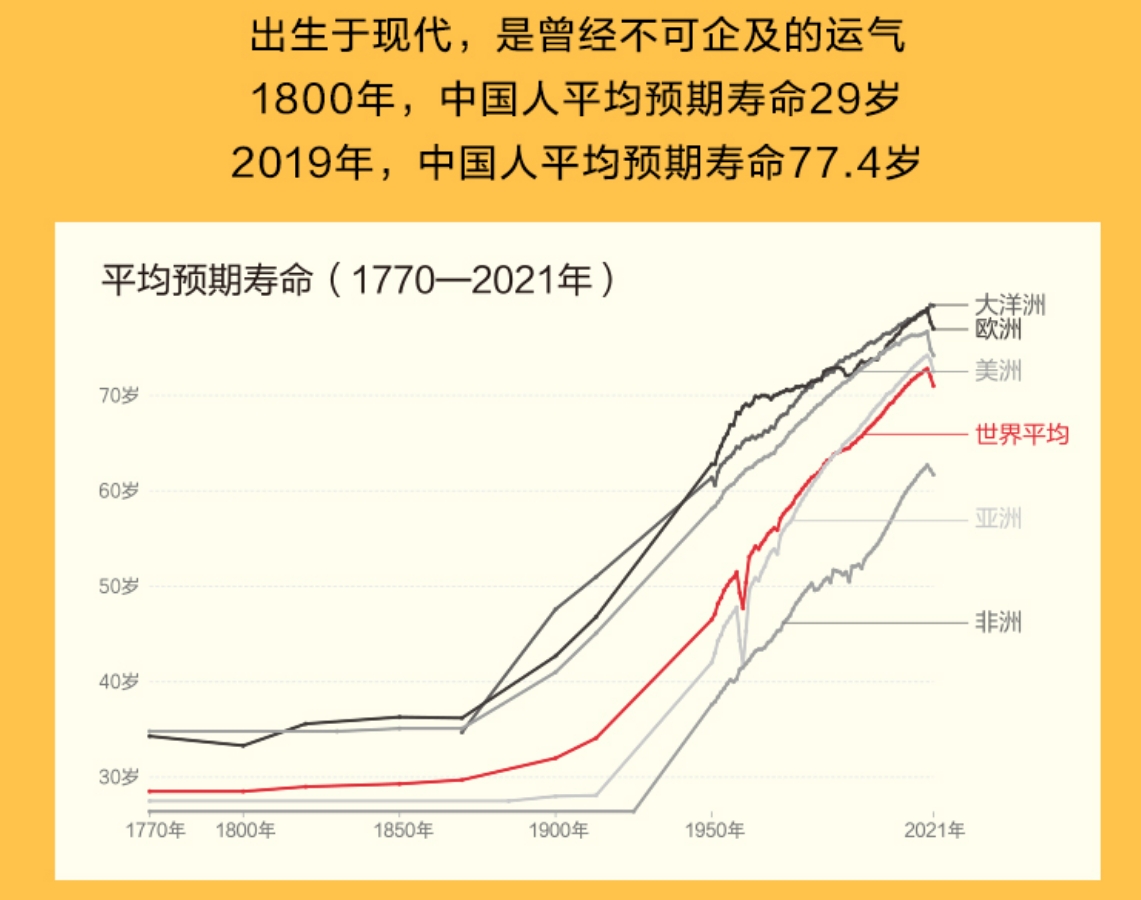 出生于现代，是曾经不可企及的运气
1800年，中国人平均预期寿命29岁
2019年，中国人平均预期寿命77.4岁
平均预期寿命（1770—2021年）
大洋洲
欧洲
美洲
70岁
世界平均
60岁
亚洲
50岁
非洲
40岁
30岁
1770年 1800年 1850年 1900年 1950年 2021年